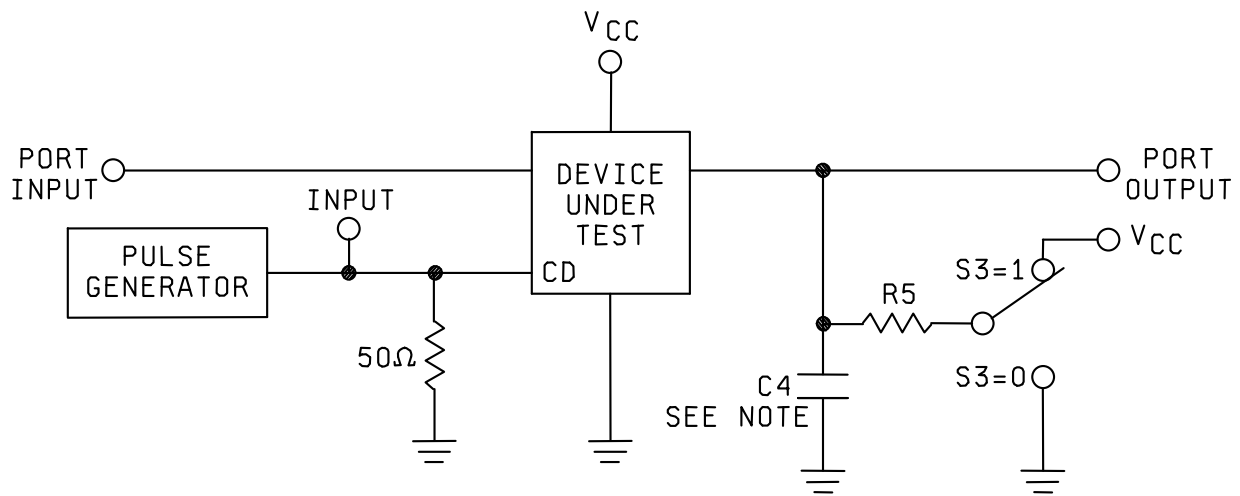 VCC
PORT
INPUT
DEVICE
UNDER
TEST
CD
PORT
OUTPUT
INPUT
PULSE
GENERATOR
VCC
S3=1
R5
50Ω
C4
SEE NOTE
S3=0